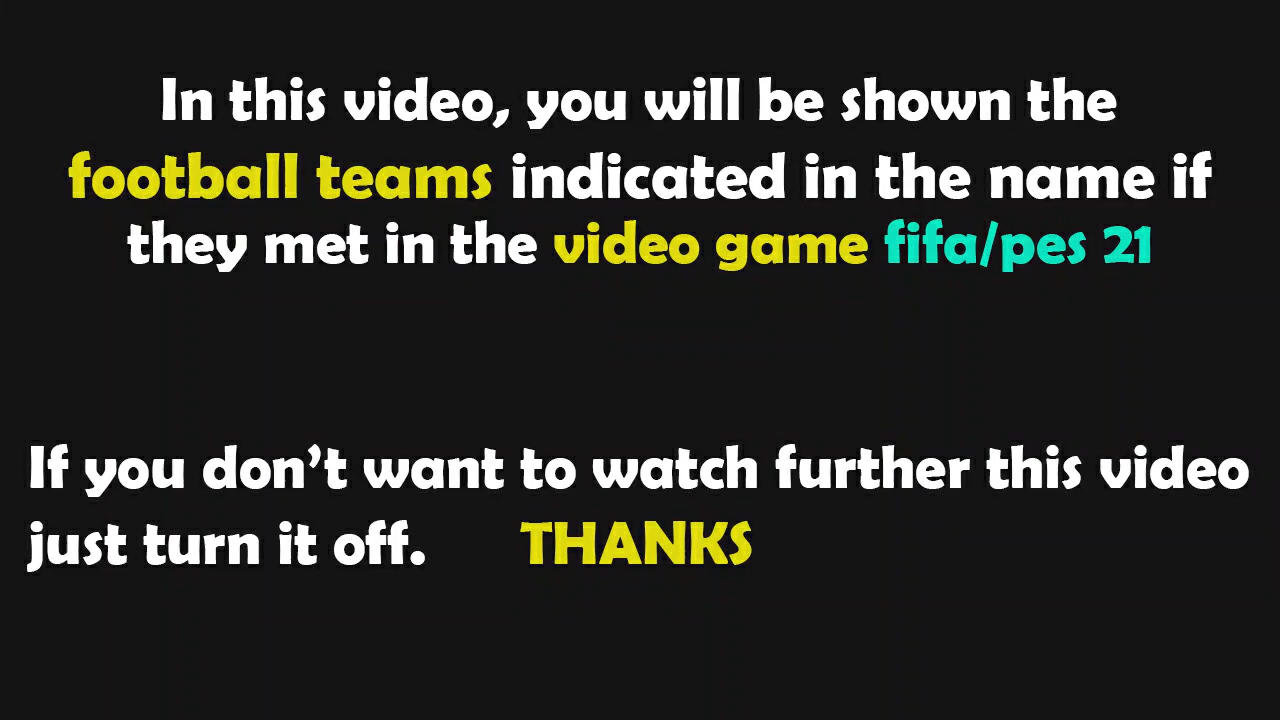 In this video, you will be shown the
football teams indicated in the name if
they met in the video game fifa/pes 21
If you don't want to watch further this video
just turn it off. THANKS